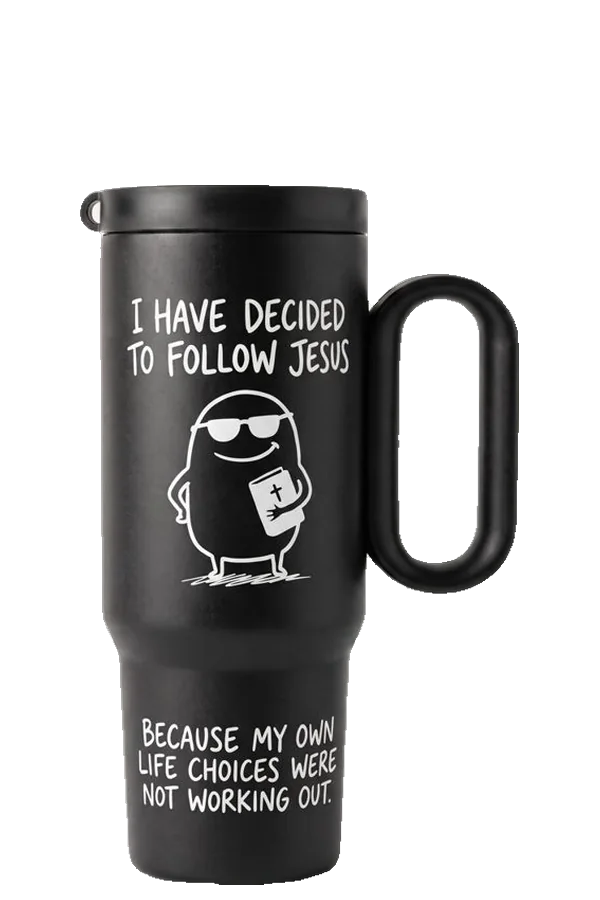 I HAVE DECIDED
TO FOLLOW JESUS
BECAUSE MY OWN
LIFE CHOICES WERE
NOT WORKING OUT.